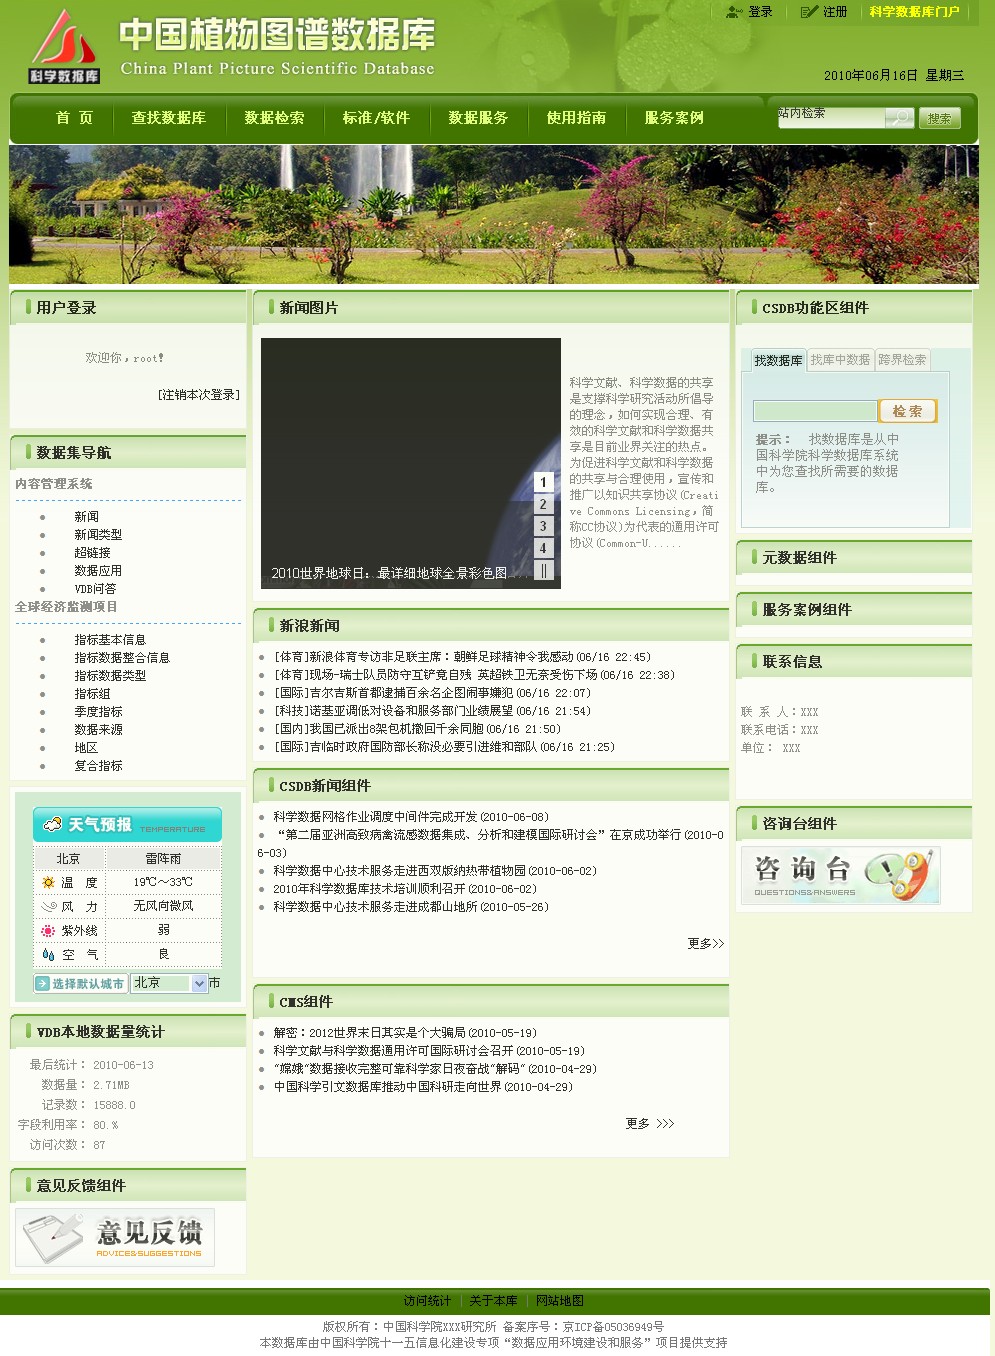 登录 注册 科学数据库门户
中国植物图谱数据库
China Plant Picture Scientific Database
科学数据库
2010年06月16日 星期三
首 页 查找数据库 数据检索 标准/软件 数据服务 使用指南 服务案例 站内检索 搜索
用户登录
欢迎你，root!
[注销本次登录]
数据集导航
内容管理系统
新闻
新闻类型
超链接
数据应用
VDB问答
全球经济监测项目
指标基本信息
指标数据整合信息
指标数据类型
指标组
季度指标
数据来源
地区
复合指标
天气预报 TEMPERATURE
北京 雷阵雨
温 度 19℃～33℃
风 力 无风向微风
紫外线 弱
空 气 良
选择默认城市 北京 市
VDB本地数据量统计
最后统计： 2010-06-13
数据量： 2.71MB
记录数： 15888.0
字段利用率： 80.%
访问次数： 87
意见反馈组件
意见反馈
ADVICE&SUGGESTIONS
新闻图片
1
2
3
4
||
2010世界地球日：最详细地球全景彩色图
科学文献、科学数据的共享
是支撑科学研究活动所倡导
的理念，如何实现合理、有
效的科学文献和科学数据共
享是目前业界关注的热点。
为促进科学文献和科学数据
的共享与合理使用，宣传和
推广以知识共享协议(Creati
ve Commons Licensing，简
称CC协议)为代表的通用许可
协议(Common-U......
新浪新闻
[体育]新浪体育专访非足联主席：朝鲜足球精神令我感动(06/16 22:45)
[体育]现场-瑞士队员防守互铲竟自残 英超铁卫无奈受伤下场(06/16 22:38)
[国际]吉尔吉斯首都逮捕百余名企图闹事嫌犯(06/16 22:07)
[科技]诺基亚调低对设备和服务部门业绩展望(06/16 21:54)
[国内]我国已派出8架包机撤回千余同胞(06/16 21:50)
[国际]吉临时政府国防部长称没必要引进维和部队(06/16 21:25)
CSDB新闻组件
科学数据网格作业调度中间件完成开发(2010-06-08)
“第二届亚洲高致病禽流感数据集成、分析和建模国际研讨会”在京成功举行(2010-0
6-03)
科学数据中心技术服务走进西双版纳热带植物园(2010-06-02)
2010年科学数据库技术培训顺利召开(2010-06-02)
科学数据中心技术服务走进成都山地所(2010-05-26)
更多>>
CMS组件
解密：2012世界末日其实是个大骗局(2010-05-19)
科学文献与科学数据通用许可国际研讨会召开(2010-05-19)
“嫦娥”数据接收完整可靠科学家日夜奋战“解码”(2010-04-29)
中国科学引文数据库推动中国科研走向世界(2010-04-29)
更多 >>>
CSDB功能区组件
找数据库 找库中数据 跨界检索
检索
提示： 找数据库是从中
国科学院科学数据库系统
中为您查找所需要的数据
库。
元数据组件
服务案例组件
联系信息
联 系 人：XXX
联系电话：XXX
单位： XXX
咨询台组件
咨询台
QUESTIONS&ANSWERS
访问统计 | 关于本库 | 网站地图
版权所有：中国科学院XXX研究所 备案序号：京ICP备05036949号
本数据库由中国科学院十一五信息化建设专项“数据应用环境建设和服务”项目提供支持